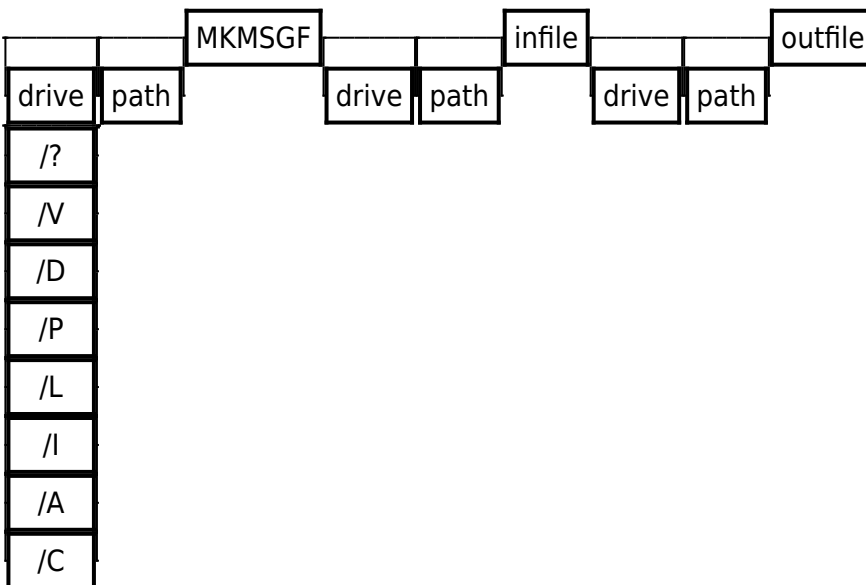 MKMSGF infile outfile
drive path drive path drive path
/?
/V
/D
/P
/L
/I
/A
/C